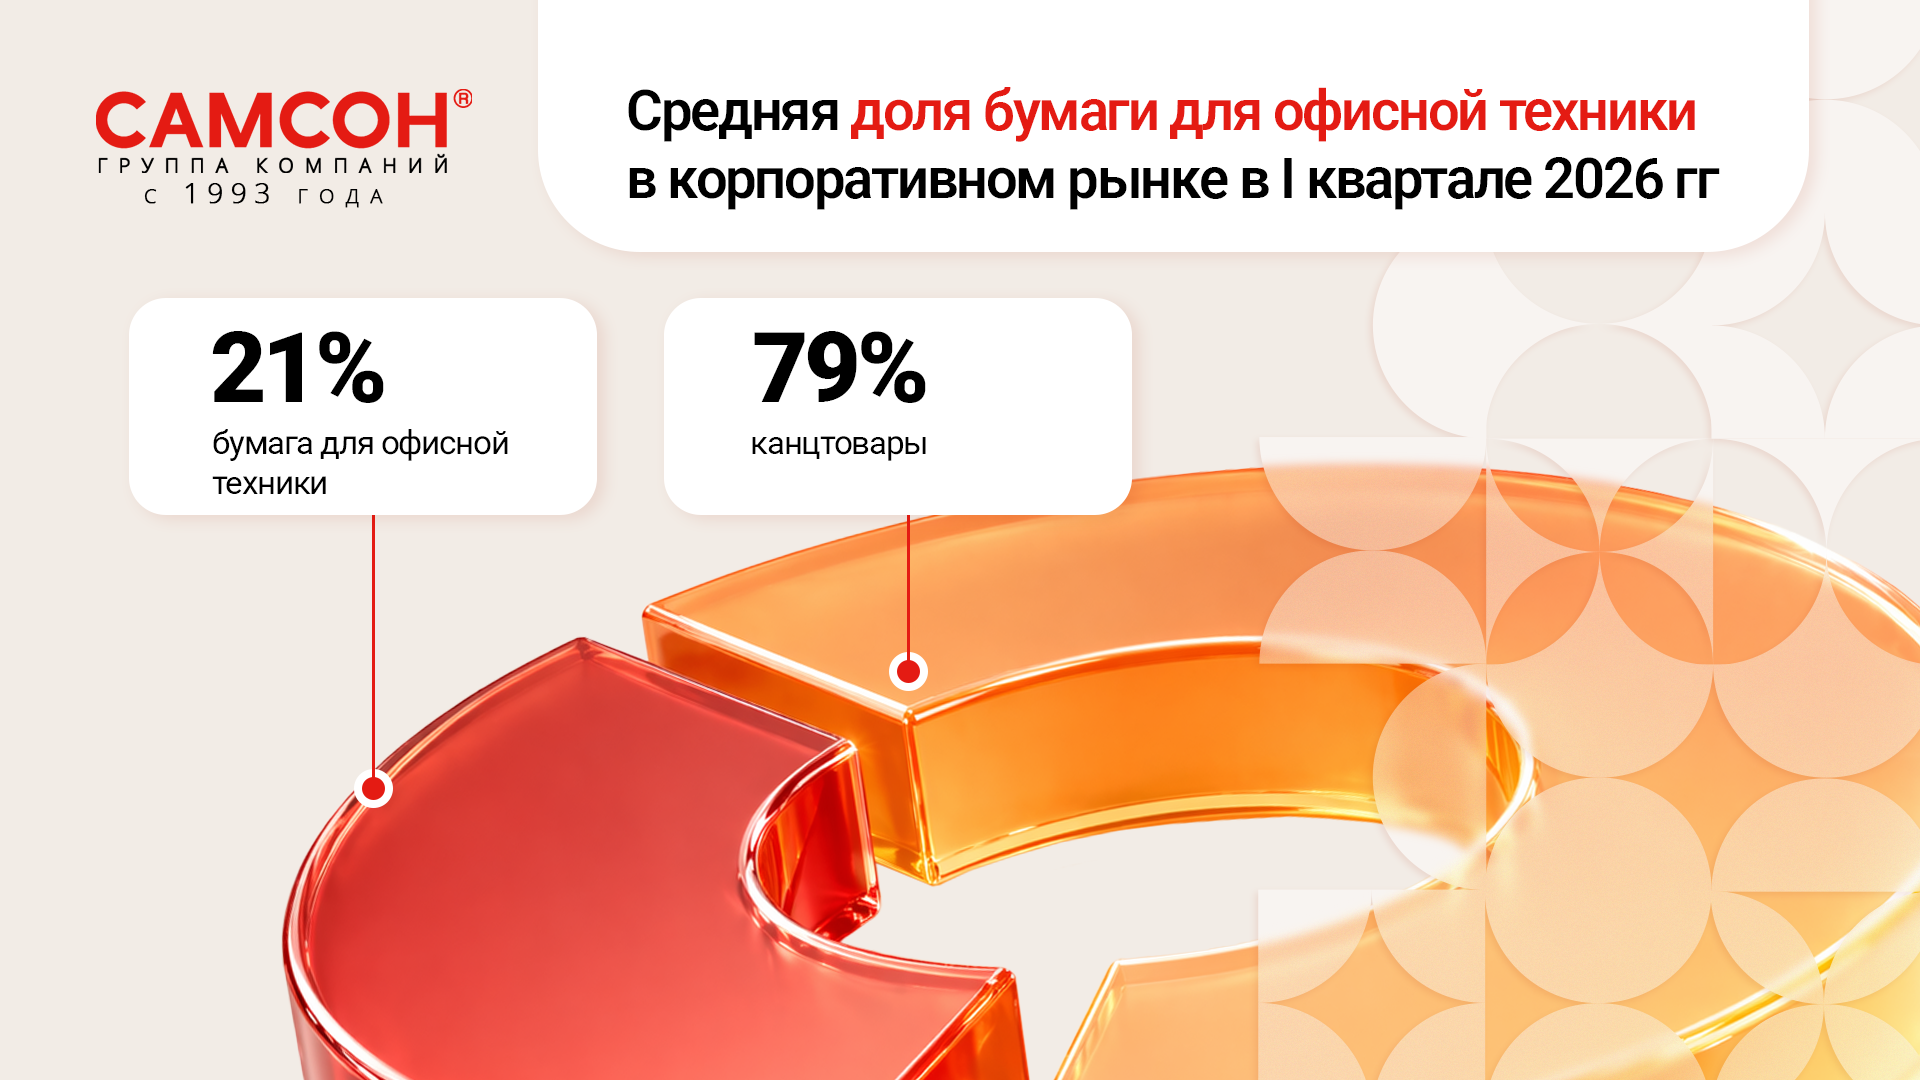 САМСОН®
ГРУППА КОМПАНИЙ
С 1993 ГОДА
Средняя доля бумаги для офисной техники
в корпоративном рынке в I квартале 2026 гг
21%
бумага для офисной
техники
79%
канцтовары